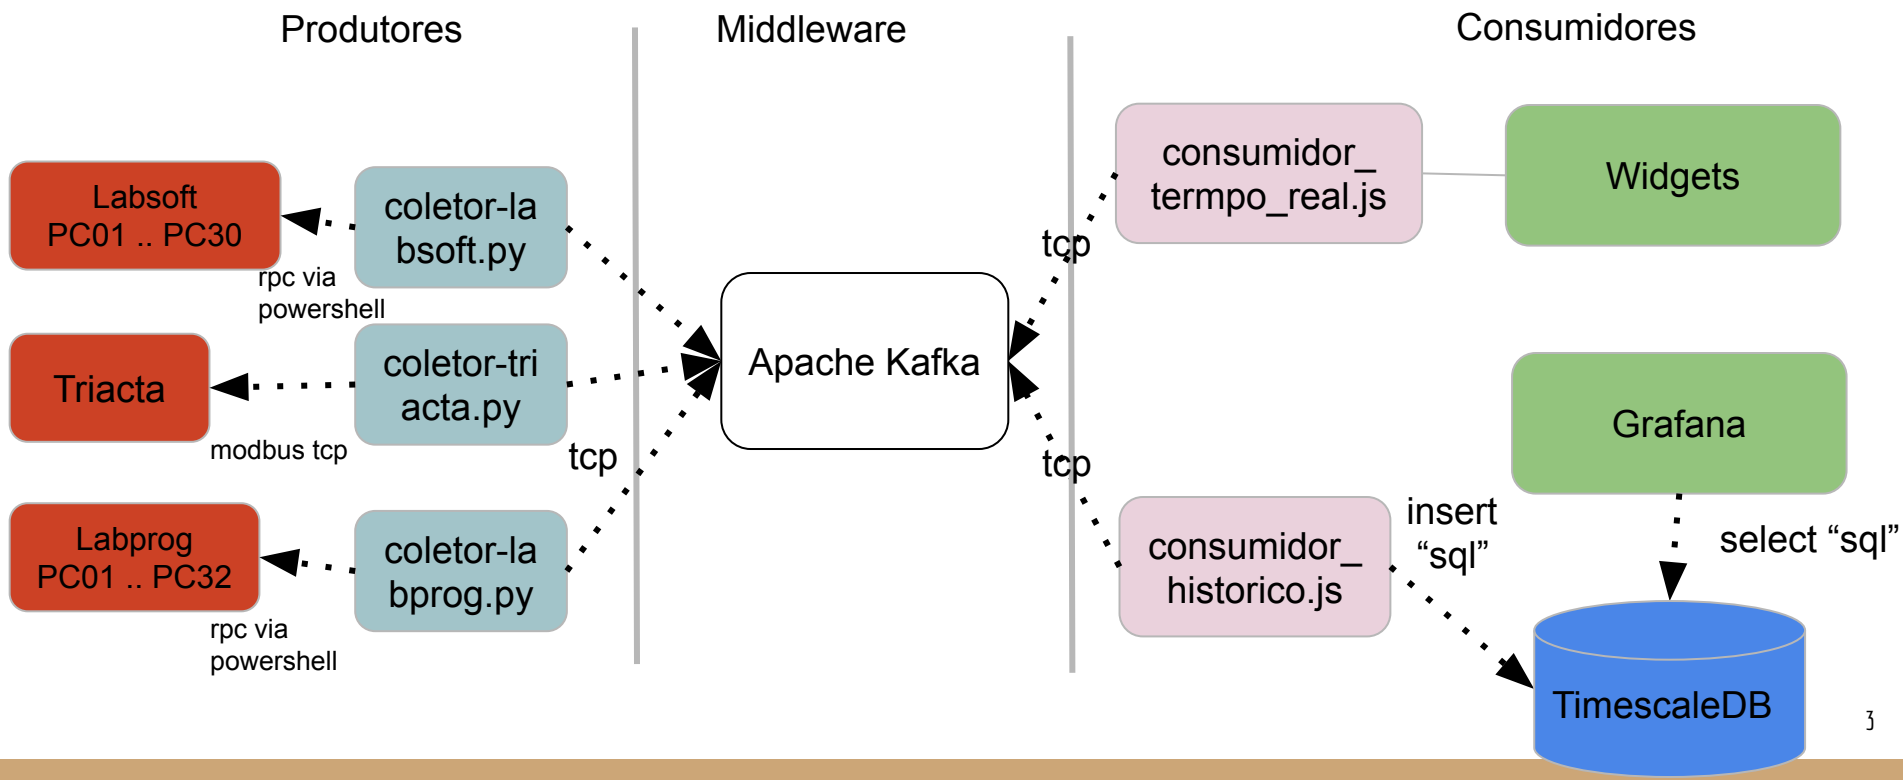 Produtores
Middleware
Consumidores
Labsoft
PC01 .. PC30
rpc via
powershell
coletor-la
bsoft.py
Triacta
modbus tcp
coletor-tri
acta.py
tcp
Labprog
PC01 .. PC32
rpc via
powershell
coletor-la
bprog.py
Apache Kafka
tcp
tcp
consumidor_
termpo_real.js
Widgets
consumidor_
historico.js
insert
“sql”
Grafana
select “sql”
TimescaleDB
3